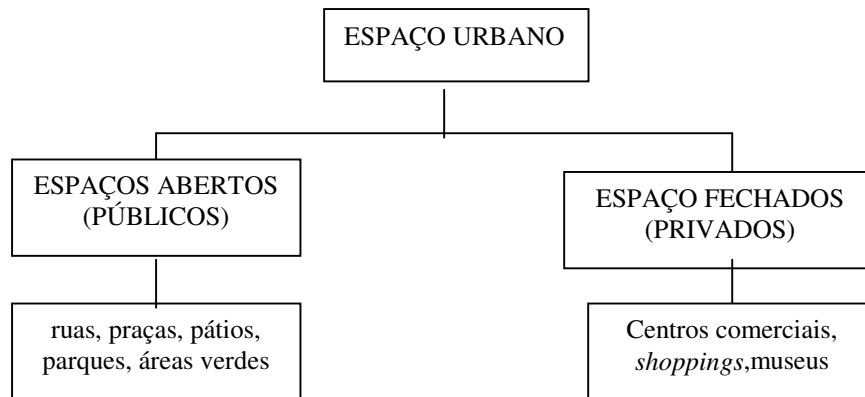 ESPAÇO URBANO
ESPAÇOS ABERTOS
(PÚBLICOS)
ESPAÇO FECHADOS
(PRIVADOS)
ruas, praças, pátios,
parques, áreas verdes
Centros comerciais,
shoppings,museus